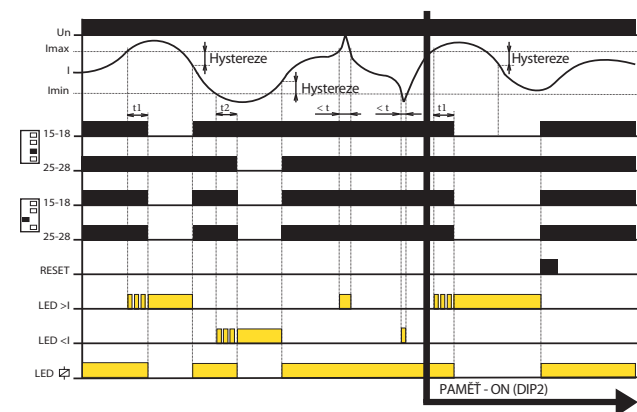 Un
Imax
Hystereze
Hystereze
I
Hystereze
Imin
t1
t2
< t
< t
t1
15-18
25-28
15-18
25-28
RESET
LED >I
LED <I
LED
PAMĚŤ - ON (DIP2)